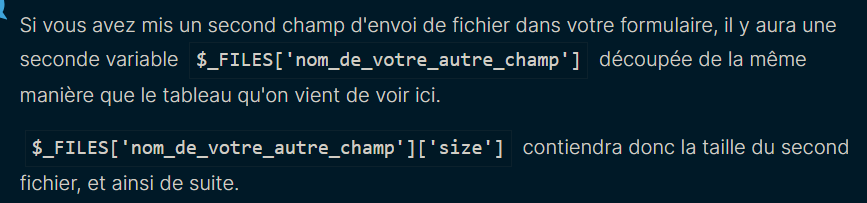 Si vous avez mis un second champ d'envoi de fichier dans votre formulaire, il y aura une
seconde variable $_FILES['nom_de_votre_autre_champ'] découpée de la même
manière que le tableau qu'on vient de voir ici.
$_FILES['nom_de_votre_autre_champ']['size'] contiendra donc la taille du second
fichier, et ainsi de suite.